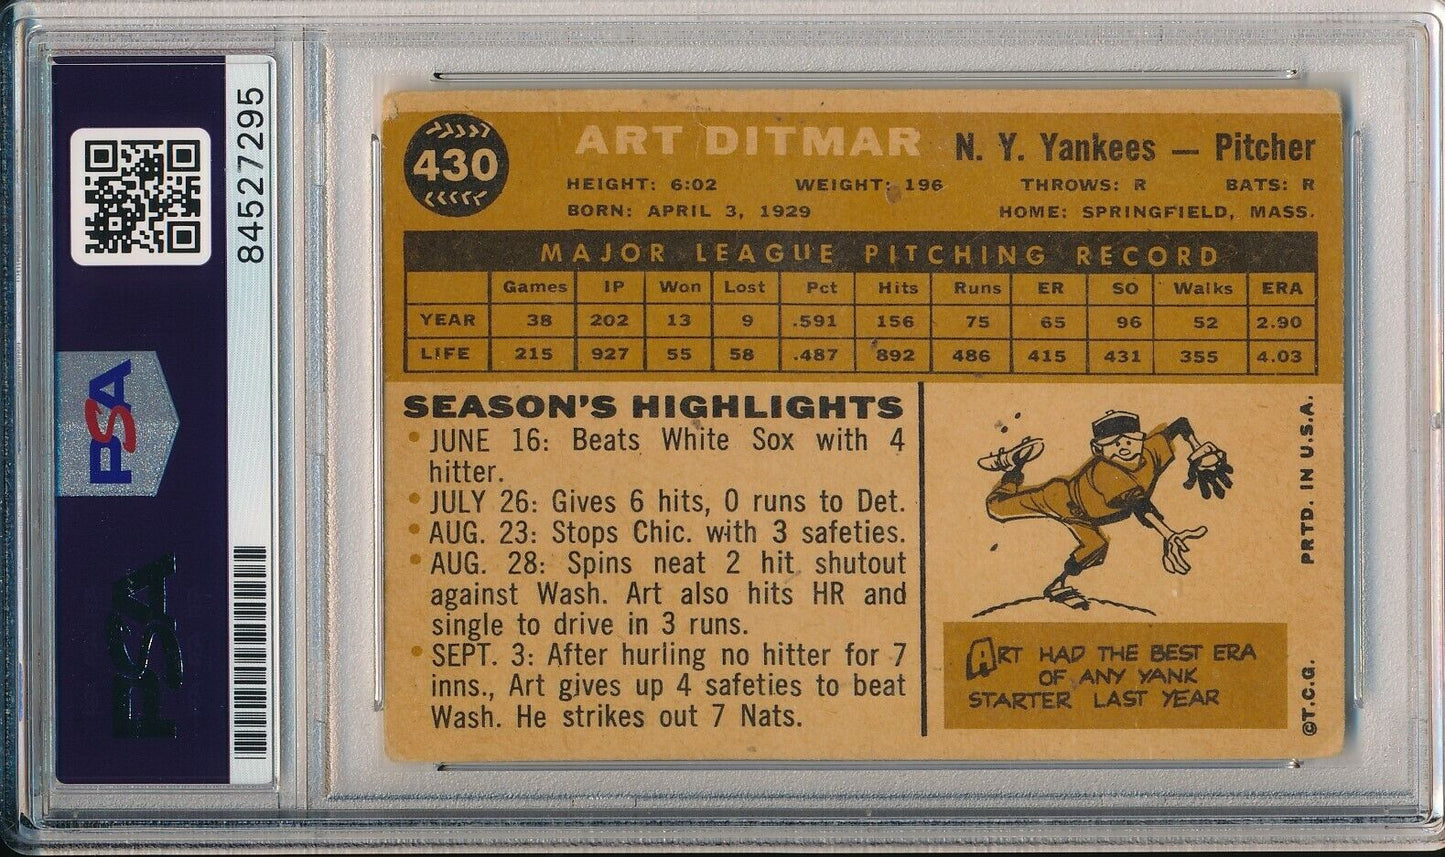 84527295
PSA
PSA
430
ART DITMAR N. Y. Yankees — Pitcher
HEIGHT: 6:02 WEIGHT: 196 THROWS: R BATS: R
BORN: APRIL 3, 1929 HOME: SPRINGFIELD, MASS.
MAJOR LEAGUE PITCHING RECORD
Games IP Won Lost Pct Hits Runs ER SO Walks ERA
YEAR 38 202 13 9 .591 156 75 65 96 52 2.90
LIFE 215 927 55 58 .487 892 486 415 431 355 4.03
SEASON'S HIGHLIGHTS
• JUNE 16: Beats White Sox with 4
hitter.
• JULY 26: Gives 6 hits, 0 runs to Det.
• AUG. 23: Stops Chic. with 3 safeties.
• AUG. 28: Spins neat 2 hit shutout
against Wash. Art also hits HR and
single to drive in 3 runs.
• SEPT. 3: After hurling no hitter for 7
inns., Art gives up 4 safeties to beat
Wash. He strikes out 7 Nats.
ART HAD THE BEST ERA
OF ANY YANK
STARTER LAST YEAR
©T.C.G. PRTD. IN U.S.A.